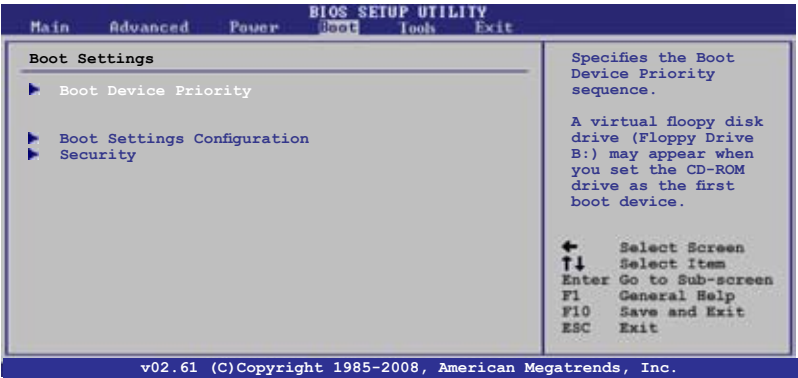 BIOS SETUP UTILITY
Main Advanced Power Boot Tools Exit
Boot Settings
Boot Device Priority
Boot Settings Configuration
Security
Specifies the Boot
Device Priority
sequence.
A virtual floopy disk
drive (Floppy Drive
B:) may appear when
you set the CD-ROM
drive as the first
boot device.
← Select Screen
↑↓ Select Item
Enter Go to Sub-screen
F1 General Help
F10 Save and Exit
ESC Exit
v02.61 (C)Copyright 1985-2008, American Megatrends, Inc.